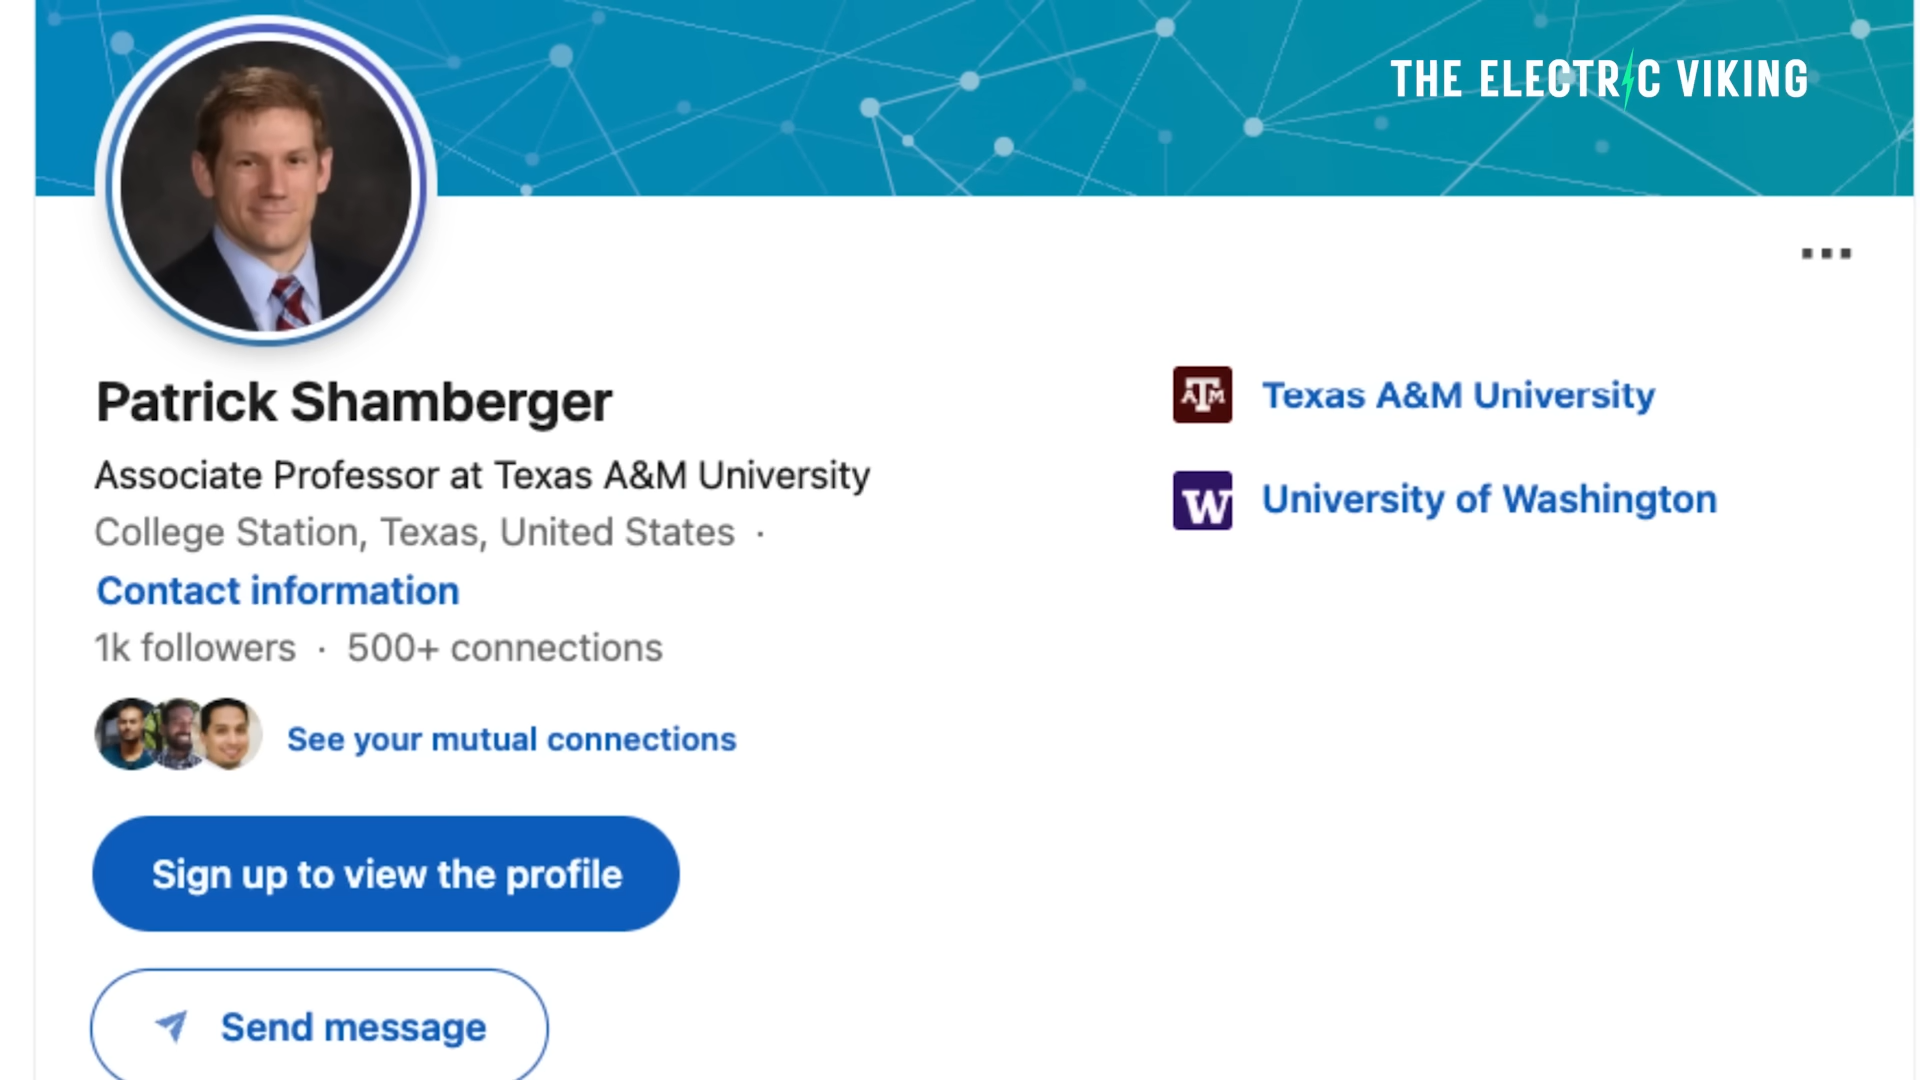 THE ELECTRIC VIKING
Patrick Shamberger
Associate Professor at Texas A&M University
College Station, Texas, United States ·
Contact information
1k followers · 500+ connections
See your mutual connections
Sign up to view the profile
Send message
ATM Texas A&M University
W University of Washington